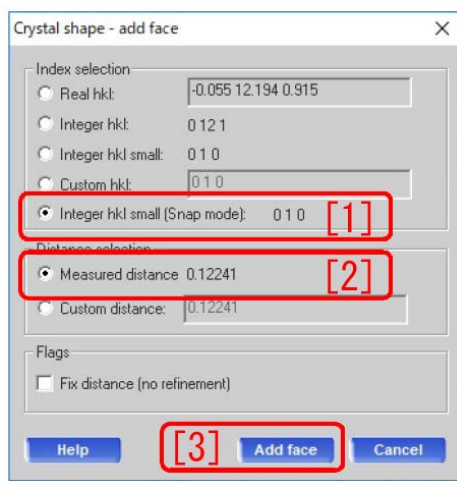 Crystal shape - add face
Index selection
Real hkl: -0.055 12.194 0.915
Integer hkl: 0 12 1
Integer hkl small: 0 1 0
Custom hkl: 0 1 0
Integer hkl small (Snap mode): 0 1 0 [1]
Distance selection
Measured distance 0.12241 [2]
Custom distance: 0.12241
Flags
Fix distance (no refinement)
Help [3] Add face Cancel